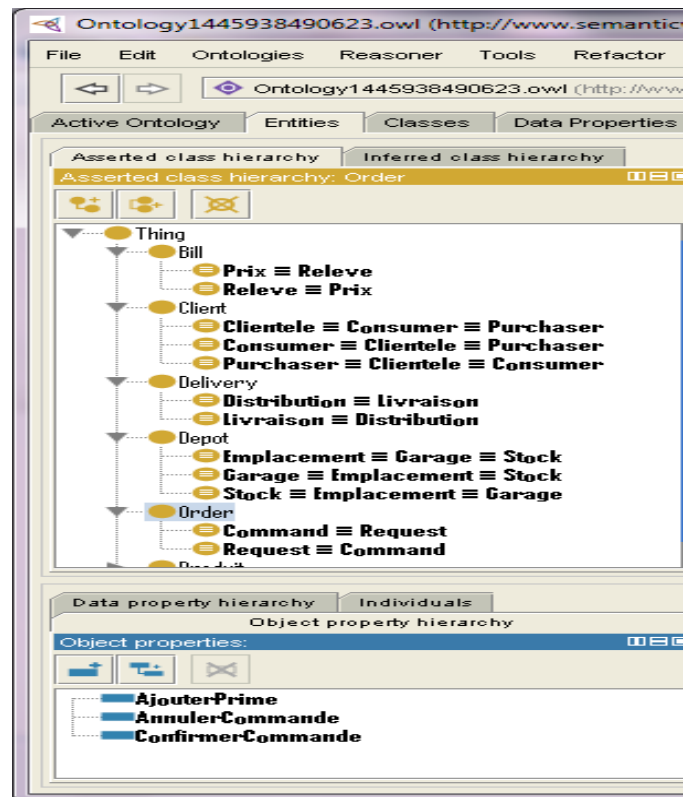 Ontology1445938490623.owl (http://www.semanticw
File Edit Ontologies Reasoner Tools Refactor
Ontology1445938490623.owl (http://www
Active Ontology Entities Classes Data Properties
Asserted class hierarchy Inferred class hierarchy
Asserted class hierarchy: Order
Thing
Bill
Prix ≡ Releve
Releve ≡ Prix
Client
Clientele ≡ Consumer ≡ Purchaser
Consumer ≡ Clientele ≡ Purchaser
Purchaser ≡ Clientele ≡ Consumer
Delivery
Distribution ≡ Livraison
Livraison ≡ Distribution
Depot
Emplacement ≡ Garage ≡ Stock
Garage ≡ Emplacement ≡ Stock
Stock ≡ Emplacement ≡ Garage
Order
Command ≡ Request
Request ≡ Command
Produit
Data property hierarchy Individuals
Object property hierarchy
Object properties:
AjouterPrime
AnnulerCommande
ConfirmerCommande